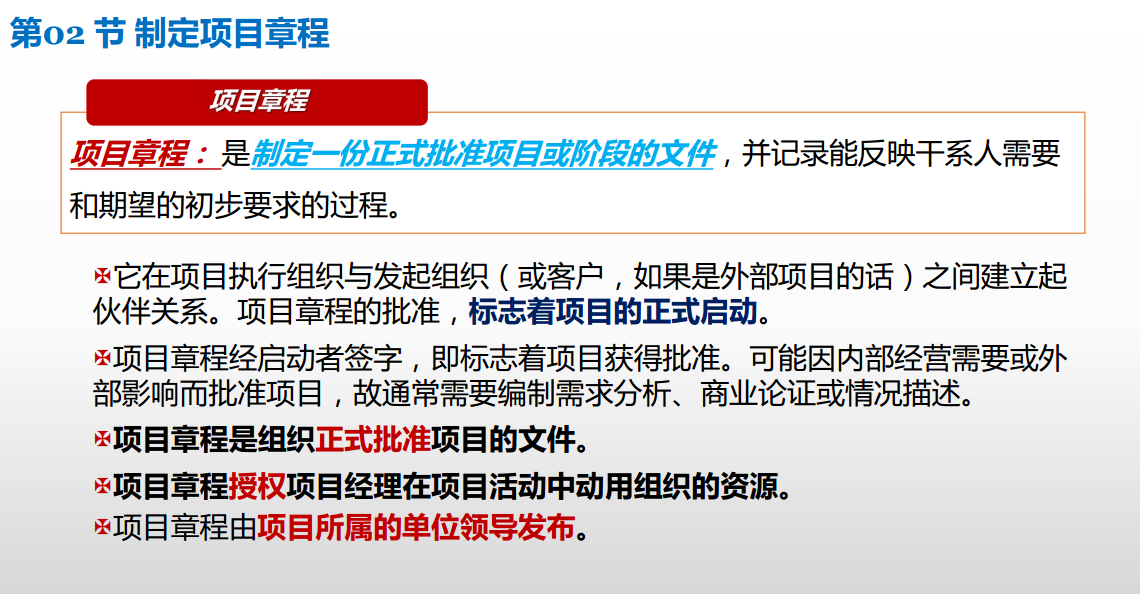 第02 节 制定项目章程
项目章程
项目章程：是制定一份正式批准项目或阶段的文件，并记录能反映干系人需要
和期望的初步要求的过程。
✠它在项目执行组织与发起组织（或客户，如果是外部项目的话）之间建立起
伙伴关系。项目章程的批准，标志着项目的正式启动。
✠项目章程经启动者签字，即标志着项目获得批准。可能因内部经营需要或外
部影响而批准项目，故通常需要编制需求分析、商业论证或情况描述。
✠项目章程是组织正式批准项目的文件。
✠项目章程授权项目经理在项目活动中动用组织的资源。
✠项目章程由项目所属的单位领导发布。